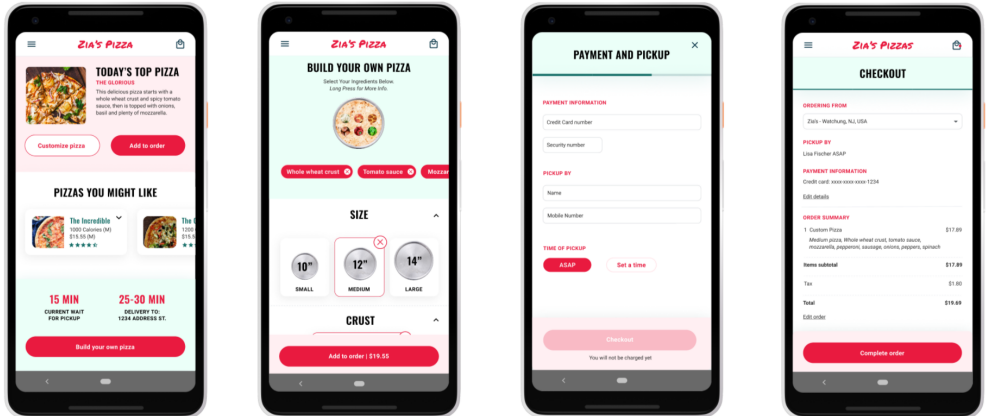 ZIA'S PIZZA
TODAY'S TOP PIZZA
THE GLORIOUS
This delicious pizza starts with a
whole wheat crust and spicy tomato
sauce, then is topped with onions,
basil and plenty of mozzarella.
Customize pizza
Add to order
PIZZAS YOU MIGHT LIKE
The Incredible
1000 Calories (M)
$15.55 (M)
The
1200
15 MIN
CURRENT WAIT
FOR PICKUP
25-30 MIN
DELIVERY TO:
1234 ADDRESS ST.
Build your own pizza
ZIA'S PIZZA
BUILD YOUR OWN PIZZA
Select Your Ingredients Below.
Long Press for More Info.
Whole wheat crust
Tomato sauce
Mozzar
SIZE
10"
SMALL
12"
MEDIUM
14"
LARGE
CRUST
Add to order | $19.55
PAYMENT AND PICKUP
PAYMENT INFORMATION
Credit Card number
Security number
PICKUP BY
Name
Mobile Number
TIME OF PICKUP
ASAP
Set a time
Checkout
You will not be charged yet
ZIA'S PIZZAS
CHECKOUT
ORDERING FROM
Zia's - Watchung, NJ, USA
PICKUP BY
Lisa Fischer ASAP
PAYMENT INFORMATION
Credit card: xxxx-xxxx-xxxx-1234
Edit details
ORDER SUMMARY
1 Custom Pizza $17.89
Medium pizza, Whole wheat crust, tomato sauce,
mozzarella, pepperoni, sausage, onions, peppers, spinach
Items subtotal $17.89
Tax $1.80
Total $19.69
Edit order
Complete order